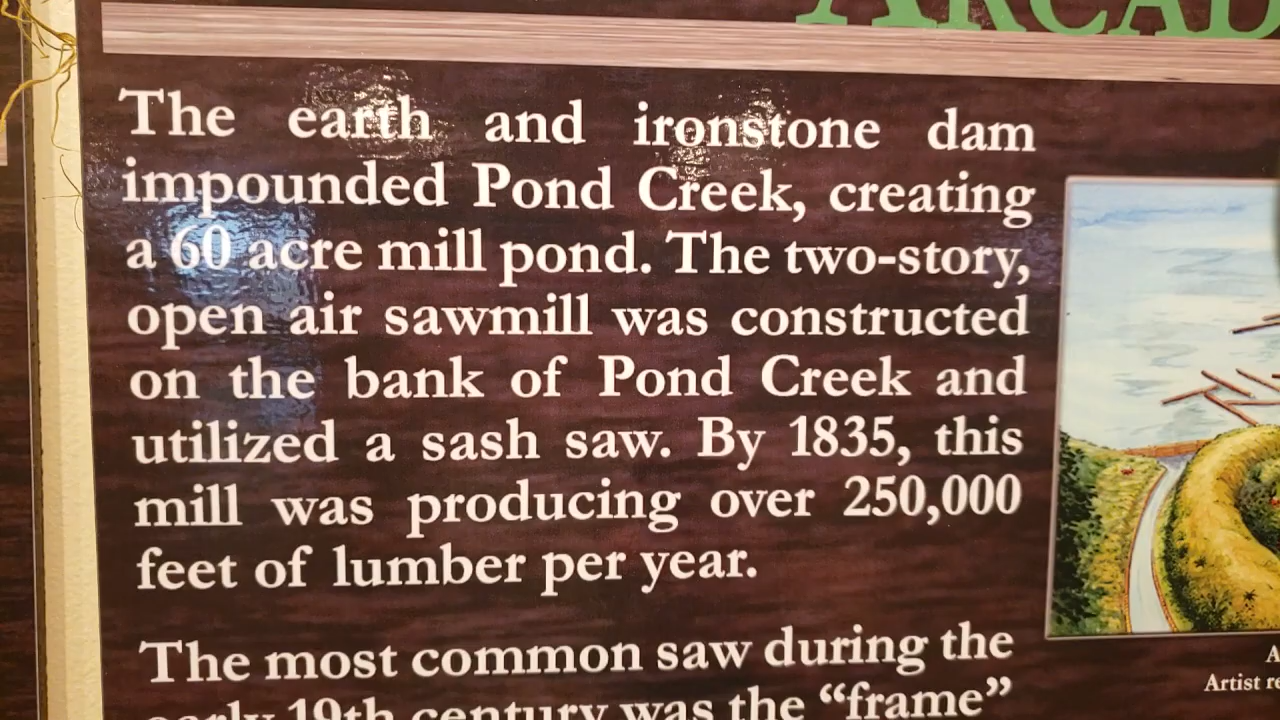 The earth and ironstone dam
impounded Pond Creek, creating
a 60 acre mill pond. The two-story,
open air sawmill was constructed
on the bank of Pond Creek and
utilized a sash saw. By 1835, this
mill was producing over 250,000
feet of lumber per year.
The most common saw during the
early 19th century was the “frame”
Artist